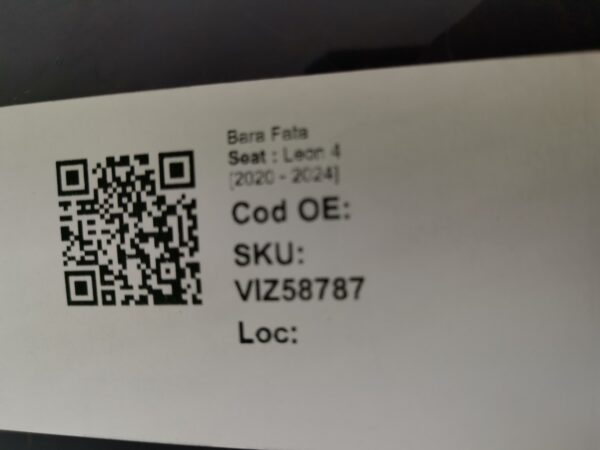 Bara Fata
Seat : Leon 4
[2020 - 2024]
Cod OE:
SKU:
VIZ58787
Loc: